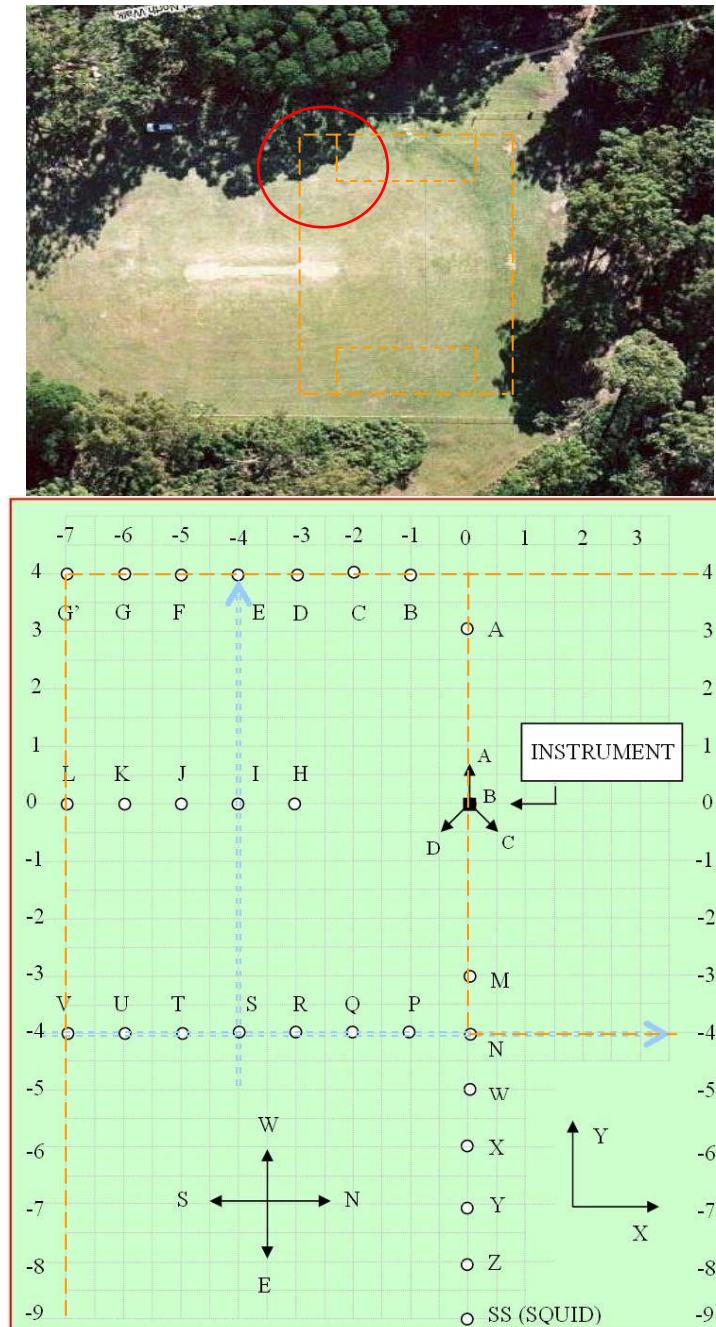 North Walk
-7 -6 -5 -4 -3 -2 -1 0 1 2 3
4 4
G' G F E D C B
3 A 3
2 2
1 1
A
INSTRUMENT
L K J I H
0 B 0
D C
-1 -1
-2 -2
-3 M -3
V U T S R Q P
-4 -4
N
-5 W -5
W
-6 X -6
Y
S N
-7 Y -7
X
-8 Z -8
E
-9 SS (SQUID) -9